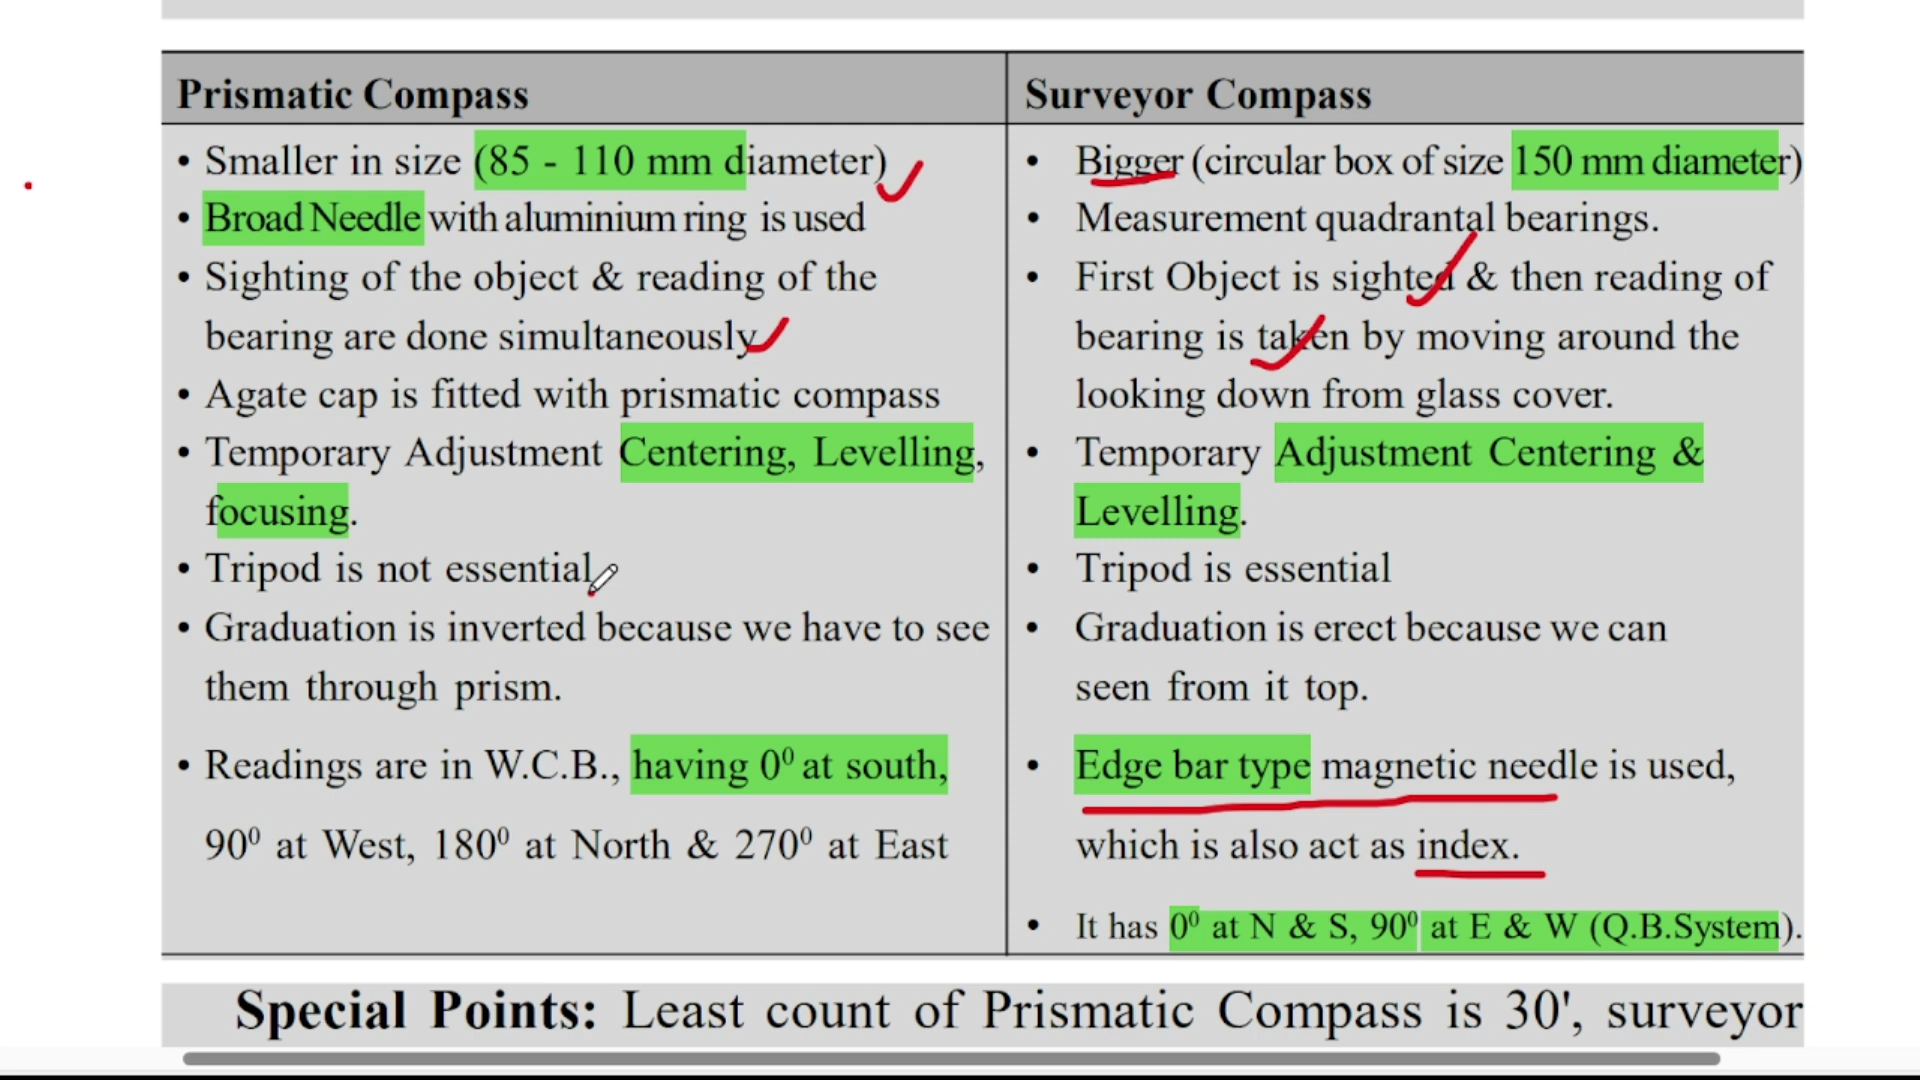 Prismatic Compass
• Smaller in size (85 - 110 mm diameter)
• Broad Needle with aluminium ring is used
• Sighting of the object & reading of the
bearing are done simultaneously
• Agate cap is fitted with prismatic compass
• Temporary Adjustment Centering, Levelling,
focusing.
• Tripod is not essential
• Graduation is inverted because we have to see
them through prism.
• Readings are in W.C.B., having 0⁰ at south,
90⁰ at West, 180⁰ at North & 270⁰ at East
Surveyor Compass
• Bigger (circular box of size 150 mm diameter)
• Measurement quadrantal bearings.
• First Object is sighted & then reading of
bearing is taken by moving around the
looking down from glass cover.
• Temporary Adjustment Centering &
Levelling.
• Tripod is essential
• Graduation is erect because we can
seen from it top.
• Edge bar type magnetic needle is used,
which is also act as index.
• It has 0⁰ at N & S, 90⁰ at E & W (Q.B.System).
Special Points: Least count of Prismatic Compass is 30', surveyor